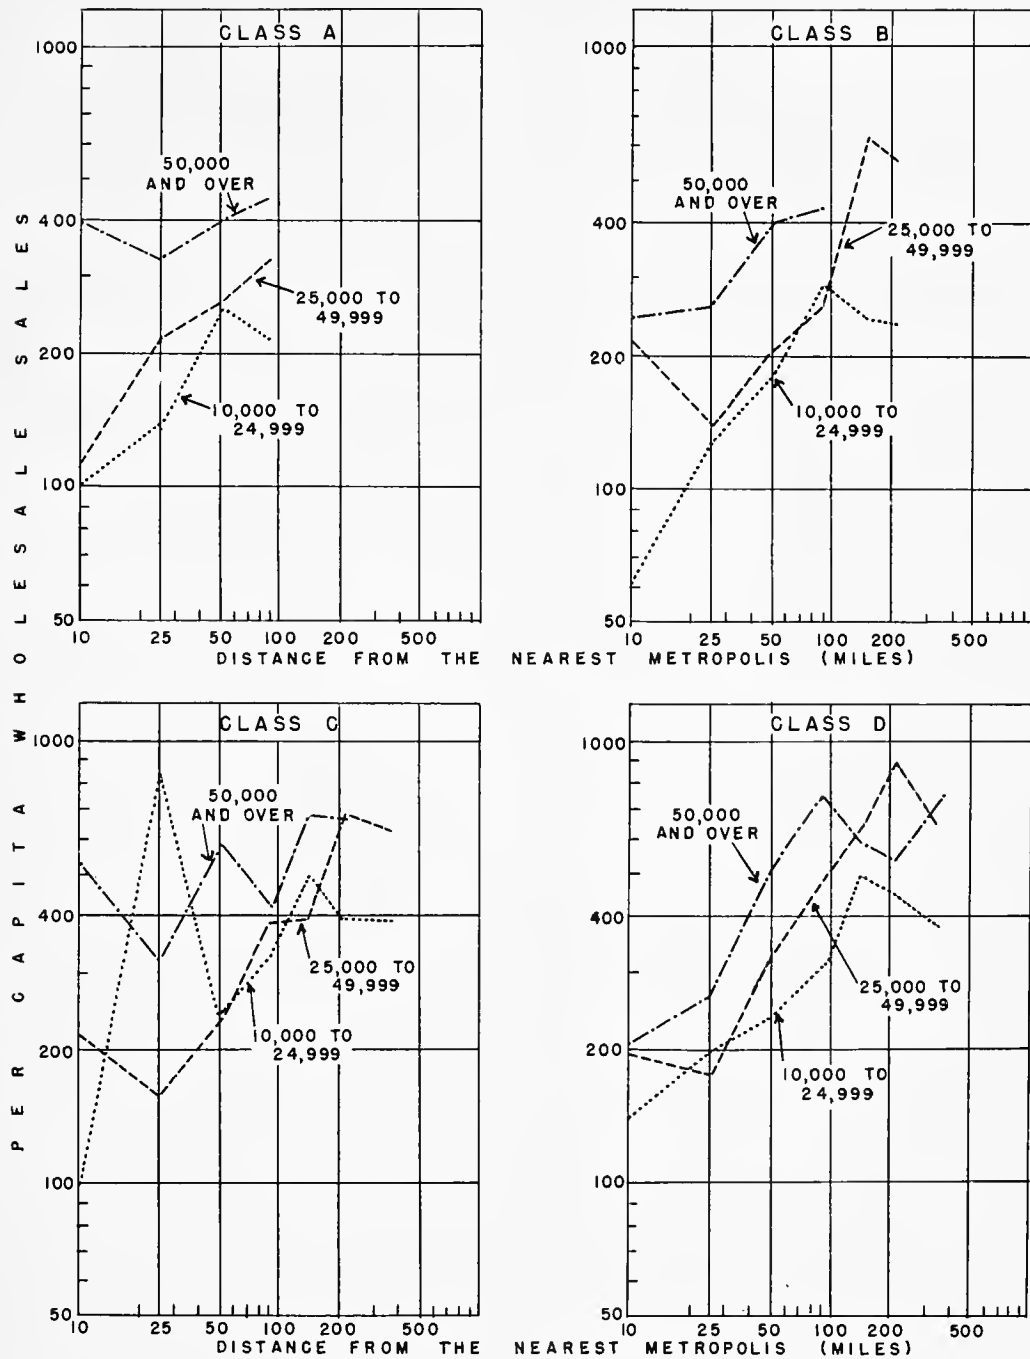 PER CAPITA WHOLESALE SALES
CLASS A
1000
400
200
100
50
50,000
AND OVER
25,000 TO
49,999
10,000 TO
24,999
10 25 50 100 200 500
CLASS B
1000
400
200
100
50
50,000
AND OVER
25,000 TO
49,999
10,000 TO
24,999
10 25 50 100 200 500
DISTANCE FROM THE NEAREST METROPOLIS (MILES)
CLASS C
1000
400
200
100
50
50,000
AND OVER
25,000 TO
49,999
10,000 TO
24,999
10 25 50 100 200 500
CLASS D
1000
400
200
100
50
50,000
AND OVER
25,000 TO
49,999
10,000 TO
24,999
10 25 50 100 200 500
DISTANCE FROM THE NEAREST METROPOLIS (MILES)